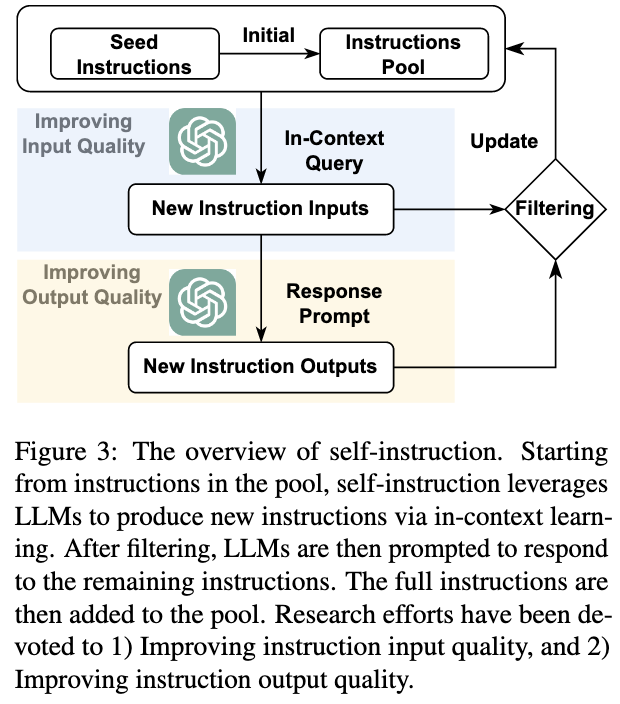 Seed
Instructions
Initial
Instructions
Pool
Improving
Input Quality
In-Context
Query
Update
New Instruction Inputs
Filtering
Improving
Output Quality
Response
Prompt
New Instruction Outputs
Figure 3: The overview of self-instruction. Starting
from instructions in the pool, self-instruction leverages
LLMs to produce new instructions via in-context learn-
ing. After filtering, LLMs are then prompted to respond
to the remaining instructions. The full instructions are
then added to the pool. Research efforts have been de-
voted to 1) Improving instruction input quality, and 2)
Improving instruction output quality.